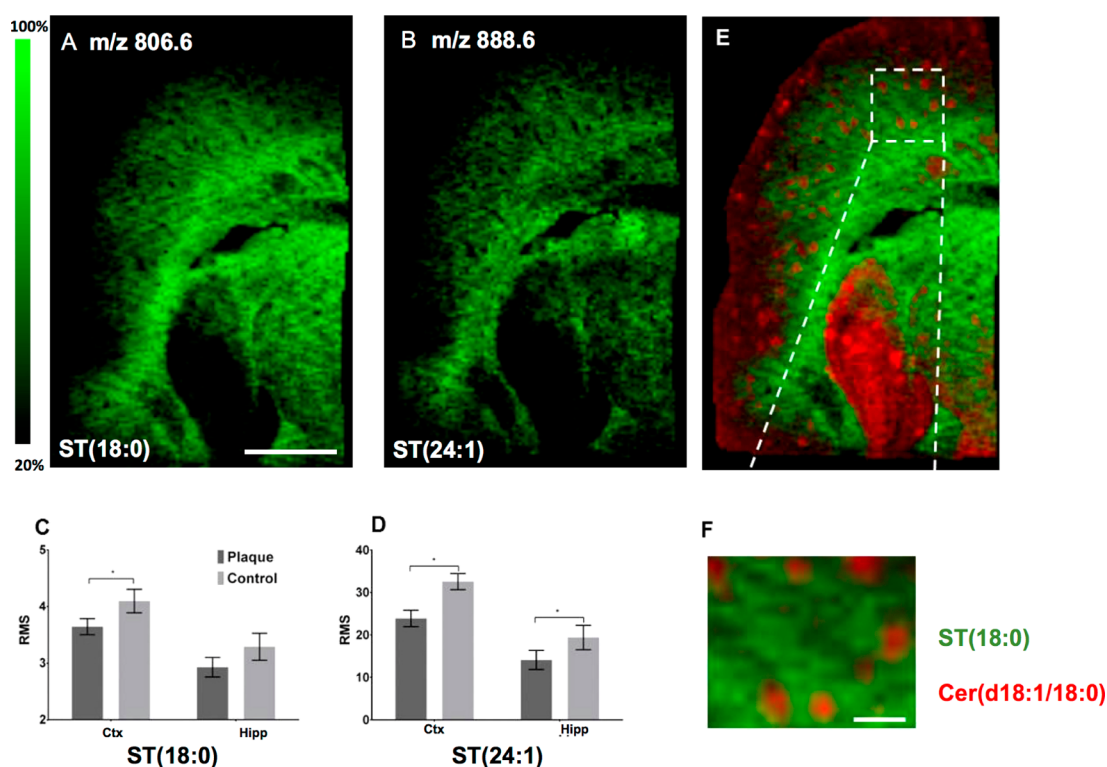 100%
A m/z 806.6
B m/z 888.6
E
20%
ST(18:0)
ST(24:1)
C
D
F
5
4
3
2
RMS
*
Plaque
Control
Ctx
Hipp
ST(18:0)
40
30
20
10
0
RMS
*
*
Ctx
Hipp
ST(24:1)
ST(18:0)
Cer(d18:1/18:0)